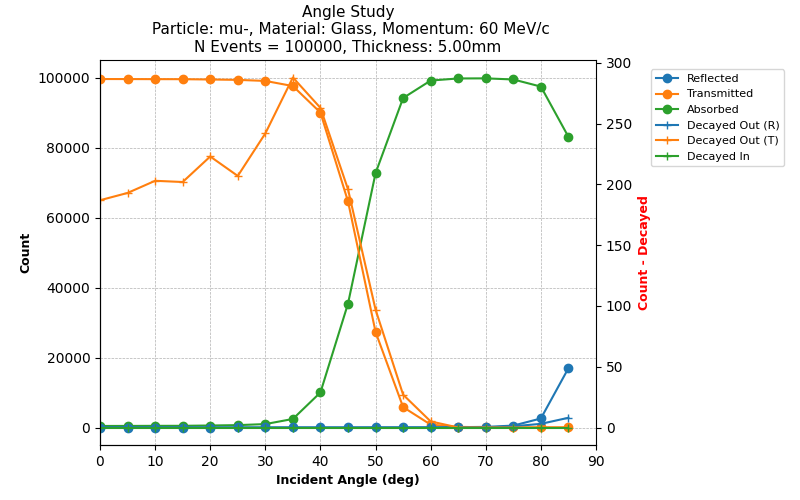 Angle Study
Particle: mu-, Material: Glass, Momentum: 60 MeV/c
N Events = 100000, Thickness: 5.00mm
100000
80000
60000
40000
20000
0
Count
0 10 20 30 40 50 60 70 80 90
Incident Angle (deg)
300
250
200
150
100
50
0
Count - Decayed
Reflected
Transmitted
Absorbed
Decayed Out (R)
Decayed Out (T)
Decayed In